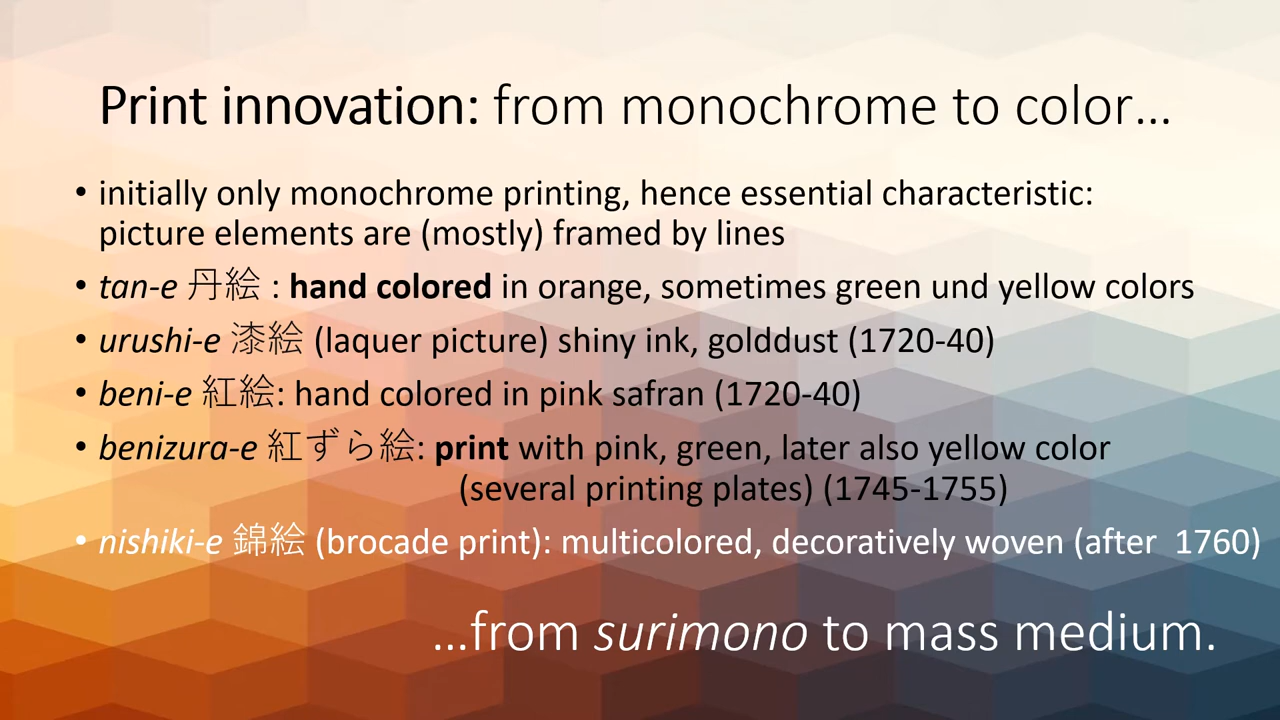 Print innovation: from monochrome to color…
• initially only monochrome printing, hence essential characteristic:
picture elements are (mostly) framed by lines
• tan-e 丹絵 : hand colored in orange, sometimes green und yellow colors
• urushi-e 漆絵 (laquer picture) shiny ink, golddust (1720-40)
• beni-e 紅絵: hand colored in pink safran (1720-40)
• benizura-e 紅ずら絵: print with pink, green, later also yellow color
(several printing plates) (1745-1755)
• nishiki-e 錦絵 (brocade print): multicolored, decoratively woven (after 1760)
…from surimono to mass medium.